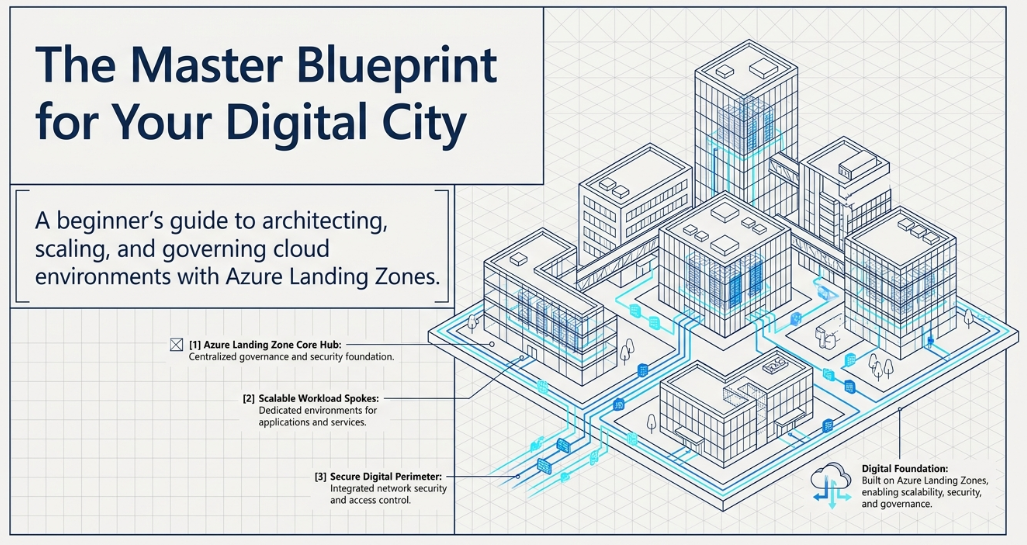 The Master Blueprint
for Your Digital City
A beginner's guide to architecting,
scaling, and governing cloud
environments with Azure Landing Zones.
[1] Azure Landing Zone Core Hub:
Centralized governance and security foundation.
[2] Scalable Workload Spokes:
Dedicated environments for
applications and services.
[3] Secure Digital Perimeter:
Integrated network security
and access control.
Digital Foundation:
Built on Azure Landing Zones,
enabling scalability, security,
and governance.